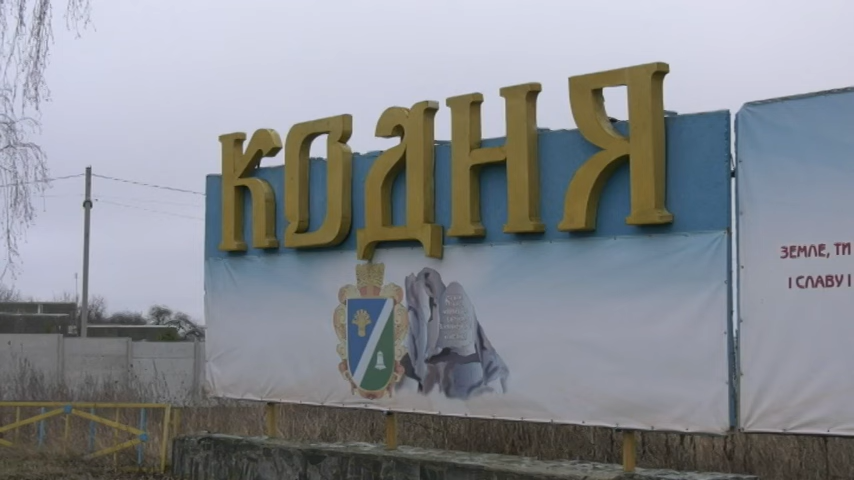 КОДНЯ
ЗЕМЛЕ, ТИ
І СЛАВУ І